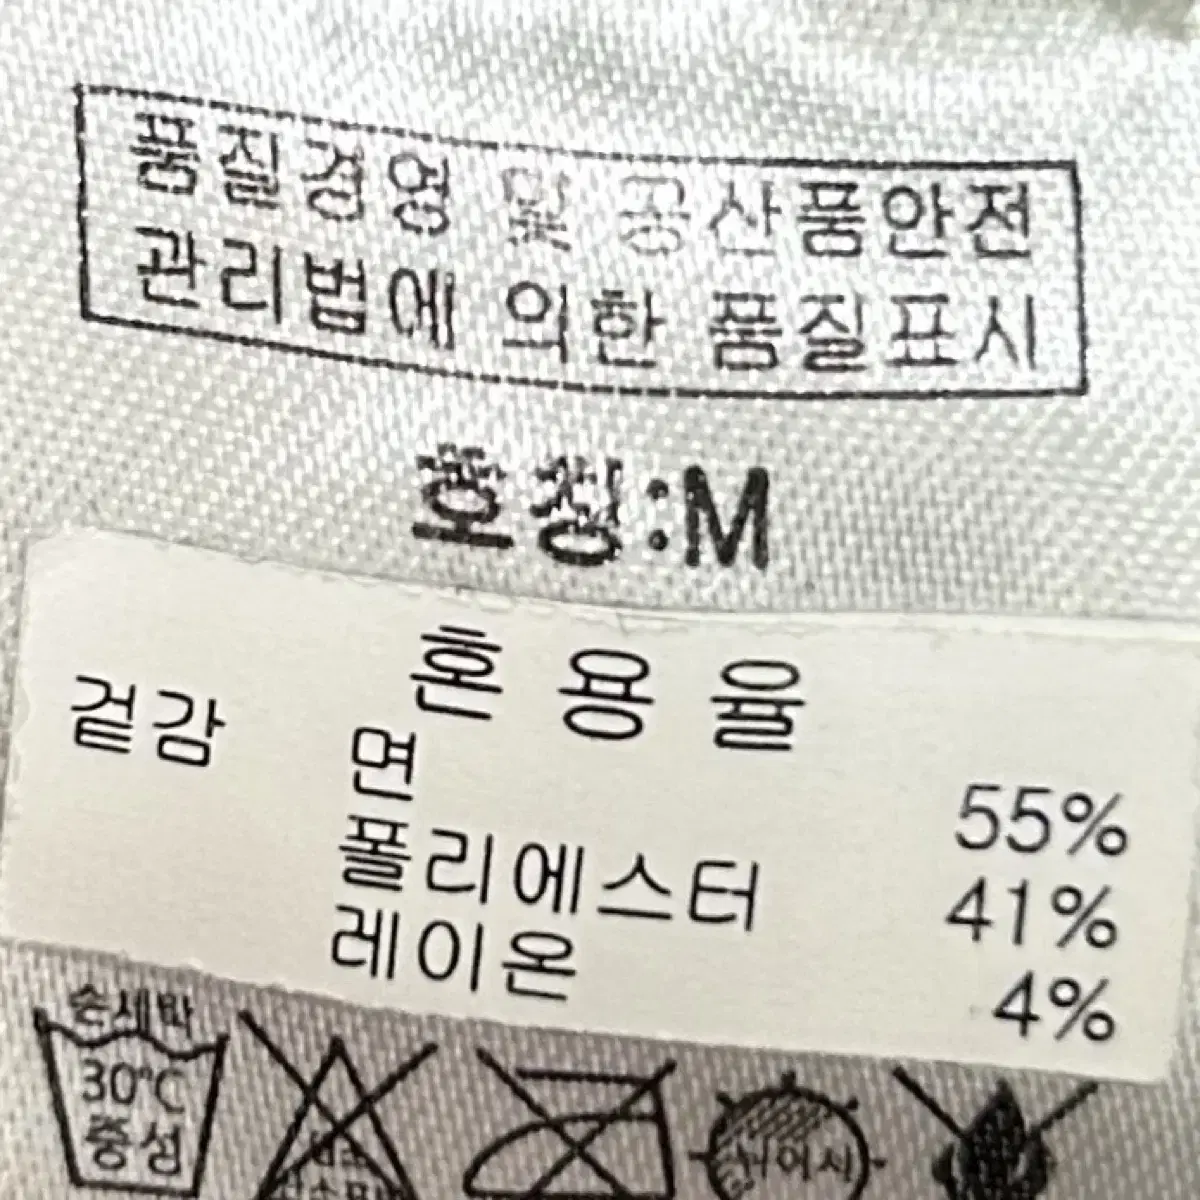 품질경영 및 공산품안전
관리법에 의한 품질표시
호칭:M
혼용율
겉감
면 55%
폴리에스터 41%
레이온 4%
손세탁
30℃
중성